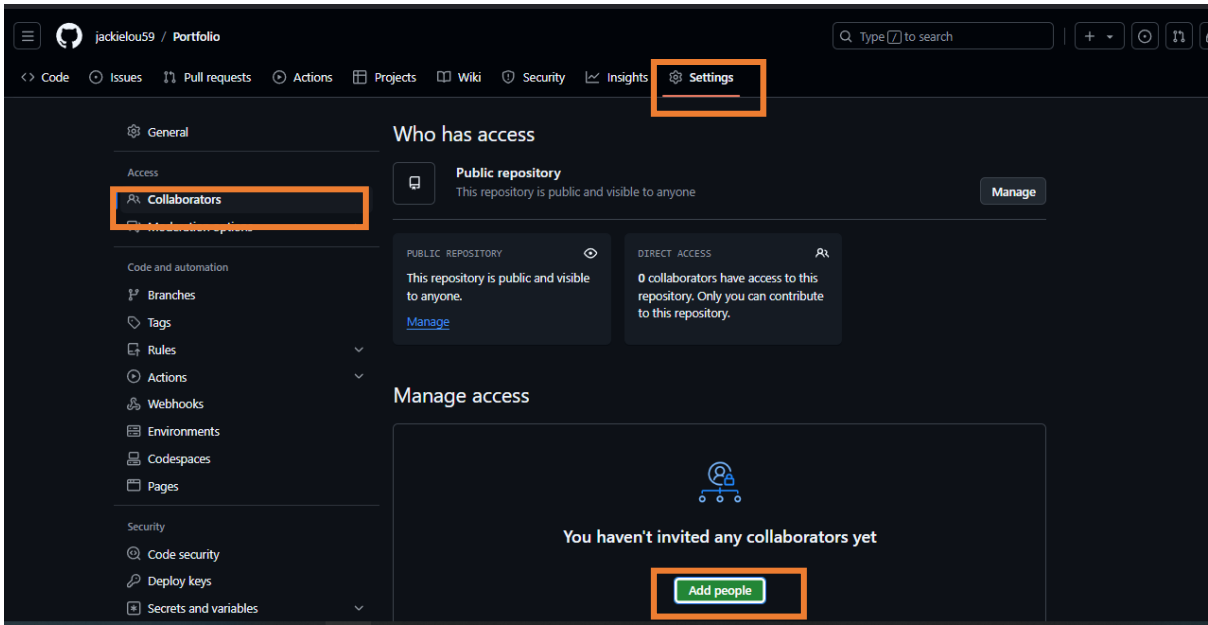 jackielou59 / Portfolio
Type / to search
Code
Issues
Pull requests
Actions
Projects
Wiki
Security
Insights
Settings
General
Access
Collaborators
Moderation options
Code and automation
Branches
Tags
Rules
Actions
Webhooks
Environments
Codespaces
Pages
Security
Code security
Deploy keys
Secrets and variables
Who has access
Public repository
This repository is public and visible to anyone
Manage
PUBLIC REPOSITORY
This repository is public and visible
to anyone.
Manage
DIRECT ACCESS
0 collaborators have access to this
repository. Only you can contribute
to this repository.
Manage access
You haven't invited any collaborators yet
Add people